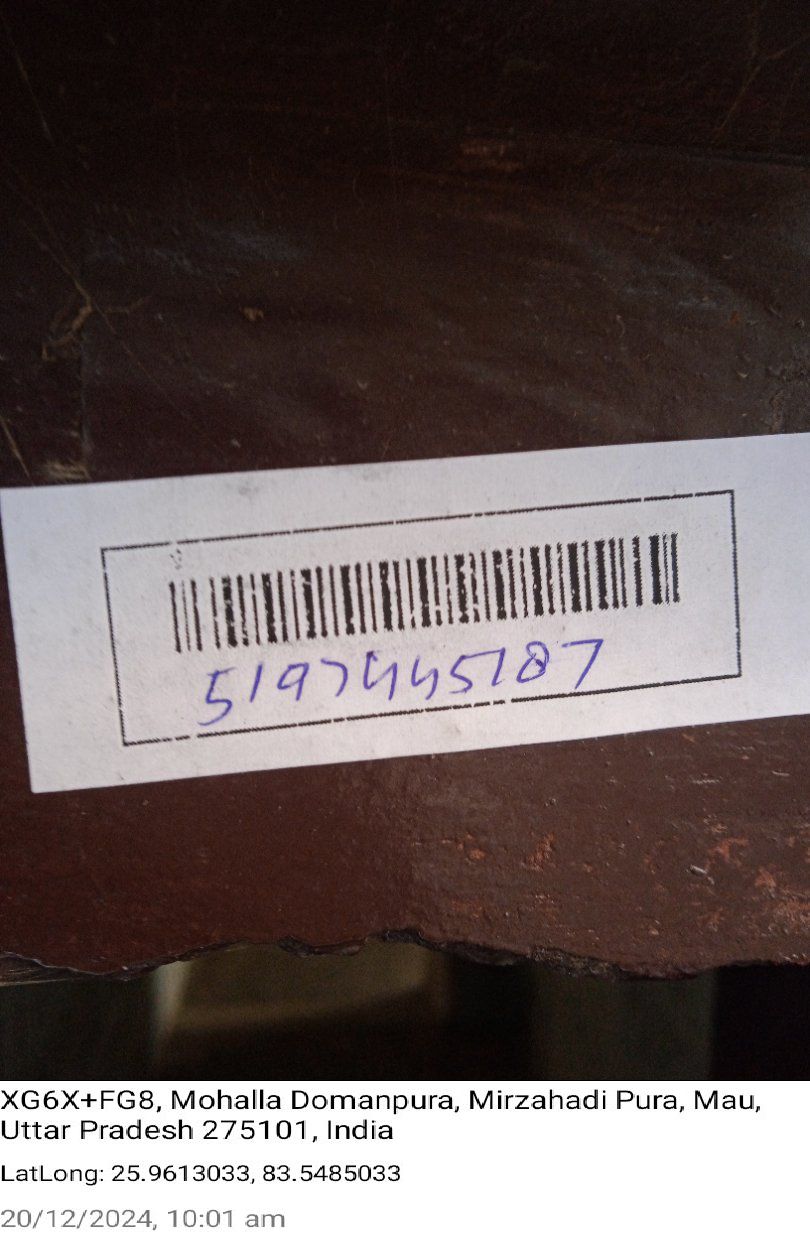 5197445787
XG6X+FG8, Mohalla Domanpura, Mirzahadi Pura, Mau,
Uttar Pradesh 275101, India
LatLong: 25.9613033, 83.5485033
20/12/2024, 10:01 am